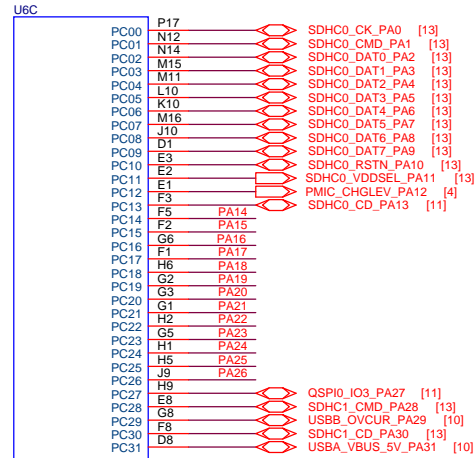 U6C
PC00 P17 SDHC0_CK_PA0 [13]
PC01 N12 SDHC0_CMD_PA1 [13]
PC02 N14 SDHC0_DAT0_PA2 [13]
PC03 M15 SDHC0_DAT1_PA3 [13]
PC04 M11 SDHC0_DAT2_PA4 [13]
PC05 L10 SDHC0_DAT3_PA5 [13]
PC06 K10 SDHC0_DAT4_PA6 [13]
PC07 M16 SDHC0_DAT5_PA7 [13]
PC08 J10 SDHC0_DAT6_PA8 [13]
PC09 D1 SDHC0_DAT7_PA9 [13]
PC10 E3 SDHC0_RSTN_PA10 [13]
PC11 E2 SDHC0_VDDSEL_PA11 [13]
PC12 E1 PMIC_CHGLEV_PA12 [4]
PC13 F3 SDHC0_CD_PA13 [11]
PC14 F5 PA14
PC15 F2 PA15
PC16 G6 PA16
PC17 F1 PA17
PC18 H6 PA18
PC19 G2 PA19
PC20 G3 PA20
PC21 G1 PA21
PC22 H2 PA22
PC23 G5 PA23
PC24 H1 PA24
PC25 H5 PA25
PC26 J9 PA26
PC27 H9 QSPI0_IO3_PA27 [11]
PC28 E8 SDHC1_CMD_PA28 [13]
PC29 G8 USBB_OVCUR_PA29 [10]
PC30 F8 SDHC1_CD_PA30 [13]
PC31 D8 USBA_VBUS_5V_PA31 [10]